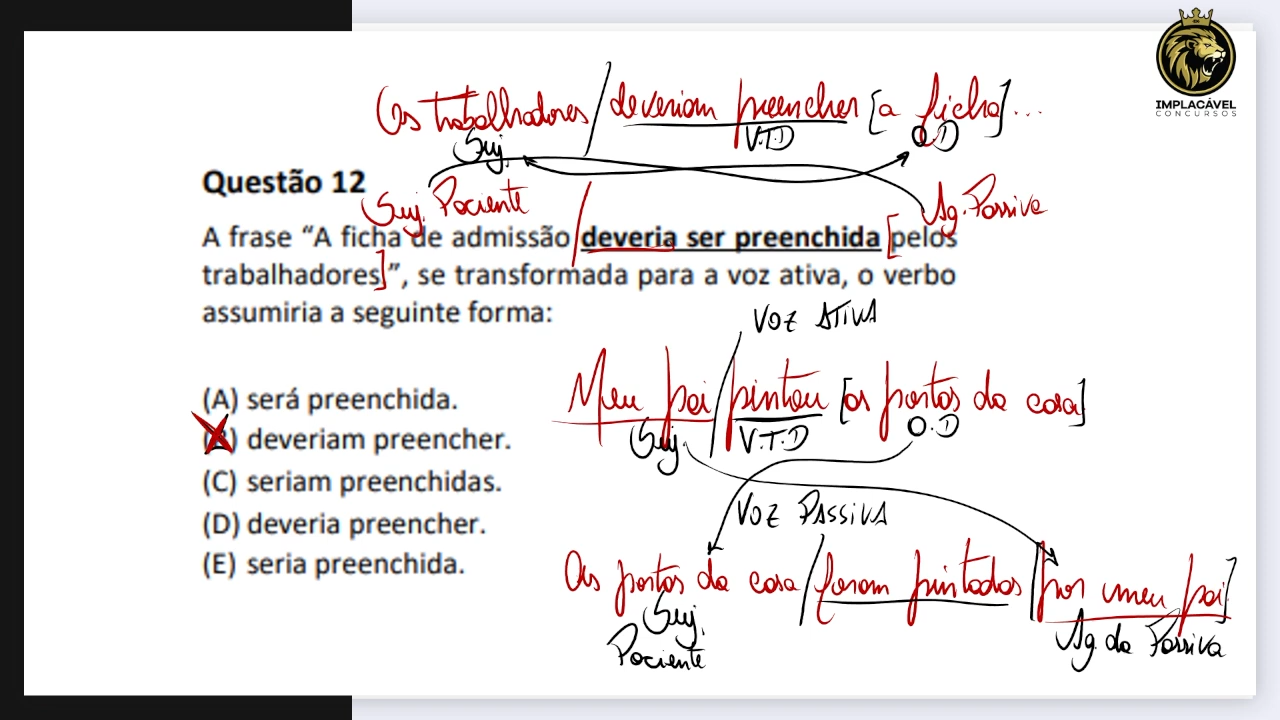 IMPLACÁVEL
CONCURSOS
Os trabalhadores / deveriam preencher [a ficha]...
Suj. V.T.D O.D
Questão 12
Suj. Paciente / Ag. Passiva
A frase “A ficha de admissão deveria ser preenchida [pelos
trabalhadores]”, se transformada para a voz ativa, o verbo
assumiria a seguinte forma:
VOZ ATIVA
Meu pai / pintou [as portas da casa]
Suj. V.T.D O.D
(A) será preenchida.
(B) deveriam preencher.
(C) seriam preenchidas.
(D) deveria preencher.
(E) seria preenchida.
VOZ PASSIVA
As portas da casa / foram pintadas [por meu pai]
Suj. Paciente
Ag. da Passiva